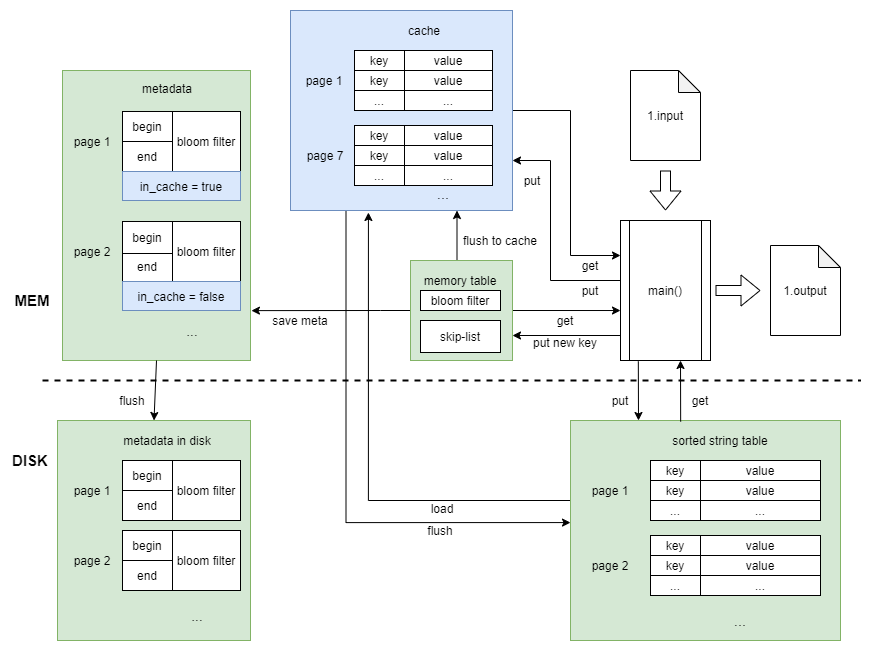 cache
page 1
key value
key value
... ...
page 7
key value
key value
... ...
...
metadata
page 1
begin
end
bloom filter
in_cache = true
page 2
begin
end
bloom filter
in_cache = false
...
1.input
put
get
put
main()
1.output
flush to cache
memory table
bloom filter
skip-list
MEM
save meta
get
put new key
flush
put
get
DISK
metadata in disk
page 1
begin
end
bloom filter
page 2
begin
end
bloom filter
...
load
flush
sorted string table
page 1
key value
key value
... ...
page 2
key value
key value
... ...
...